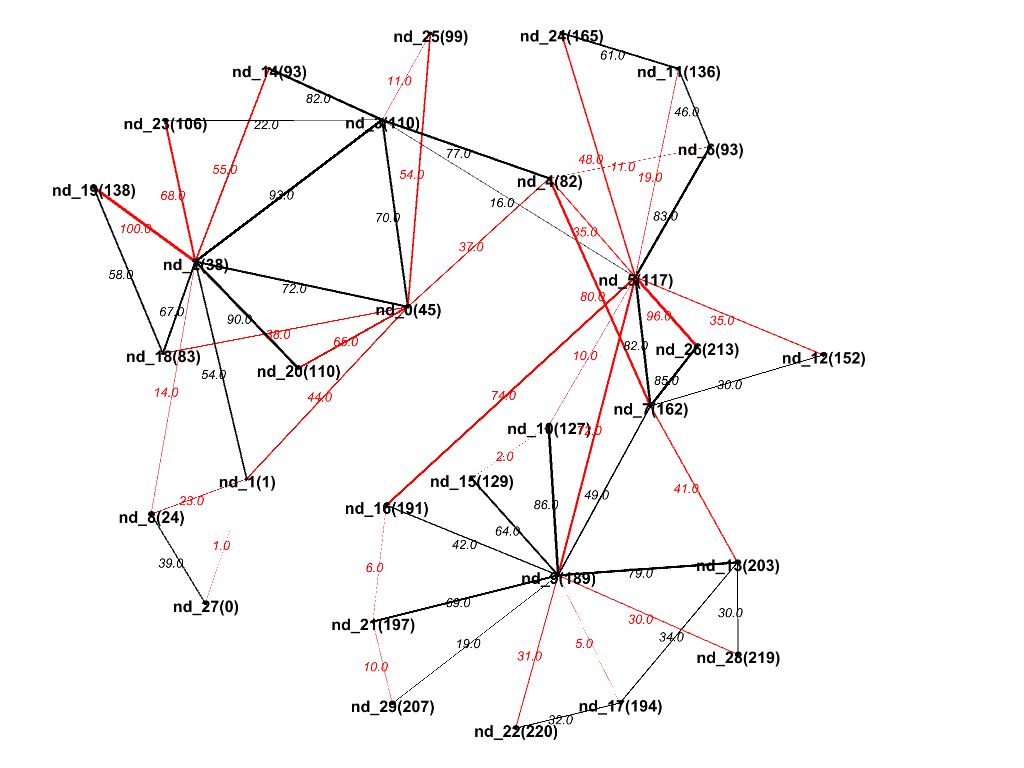 nd_25(99)
nd_24(165)
nd_14(93)
nd_11(136)
61.0
11.0
82.0
46.0
nd_23(106)
22.0
nd_3(110)
nd_6(93)
77.0
48.0
11.0
55.0
54.0
19.0
nd_4(82)
nd_19(138)
68.0
93.0
16.0
70.0
83.0
100.0
35.0
37.0
nd_2(38)
58.0
nd_5(117)
72.0
80.0
67.0
90.0
nd_0(45)
96.0
35.0
38.0
65.0
82.0
nd_26(213)
nd_18(83)
10.0
nd_12(152)
54.0
nd_20(110)
85.0
30.0
14.0
44.0
74.0
nd_7(162)
nd_10(127)
72.0
2.0
nd_1(1)
nd_15(129)
41.0
23.0
49.0
86.0
nd_16(191)
nd_8(24)
64.0
1.0
42.0
39.0
6.0
nd_9(189)
79.0
nd_13(203)
nd_27(0)
69.0
30.0
30.0
nd_21(197)
19.0
5.0
34.0
31.0
nd_28(219)
10.0
nd_29(207)
nd_17(194)
32.0
nd_22(220)